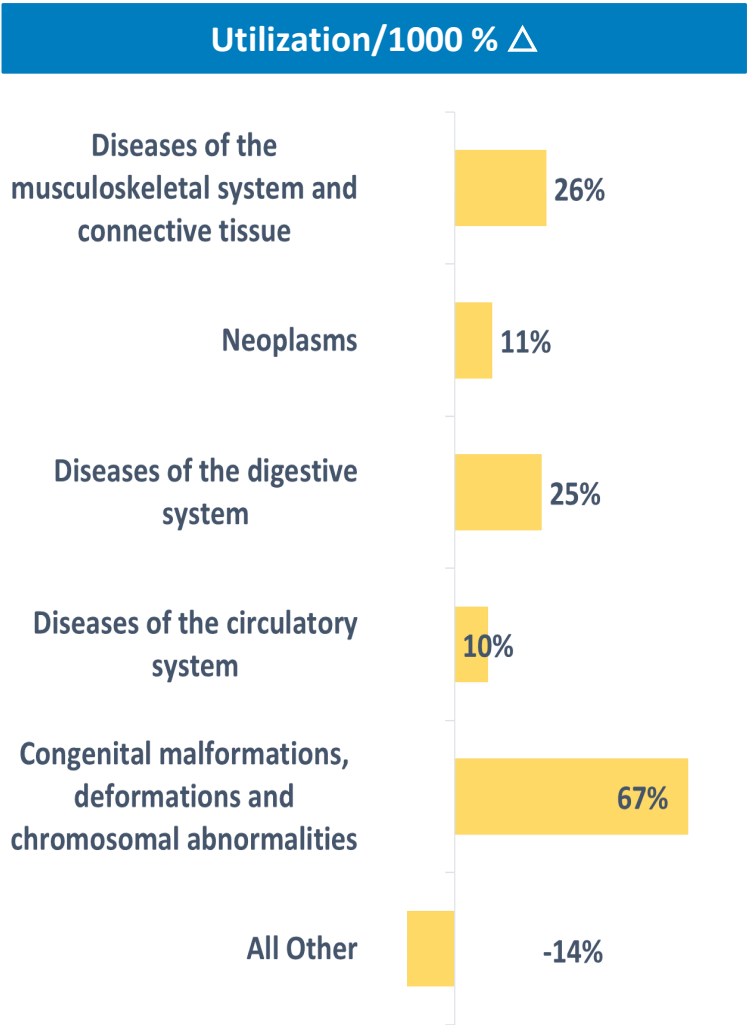 Utilization/1000 % △
Diseases of the
musculoskeletal system and
connective tissue
26%
Neoplasms
11%
Diseases of the digestive
system
25%
Diseases of the circulatory
system
10%
Congenital malformations,
deformations and
chromosomal abnormalities
67%
All Other
-14%